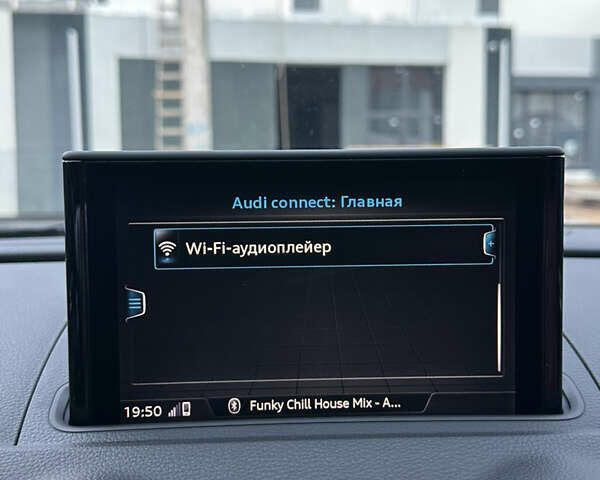 Audi connect: Главная
Wi-Fi-аудиоплейер
19:50 Funky Chill House Mix - A...